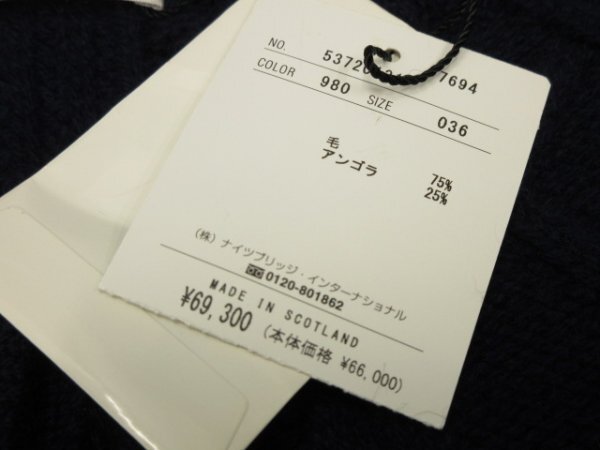 NO. 7694
COLOR 980 SIZE 036
毛 75%
アンゴラ 25%
(株) ナイツブリッジ・インターナショナル
0120-801862
MADE IN SCOTLAND
¥69,300 (本体価格 ¥66,000)